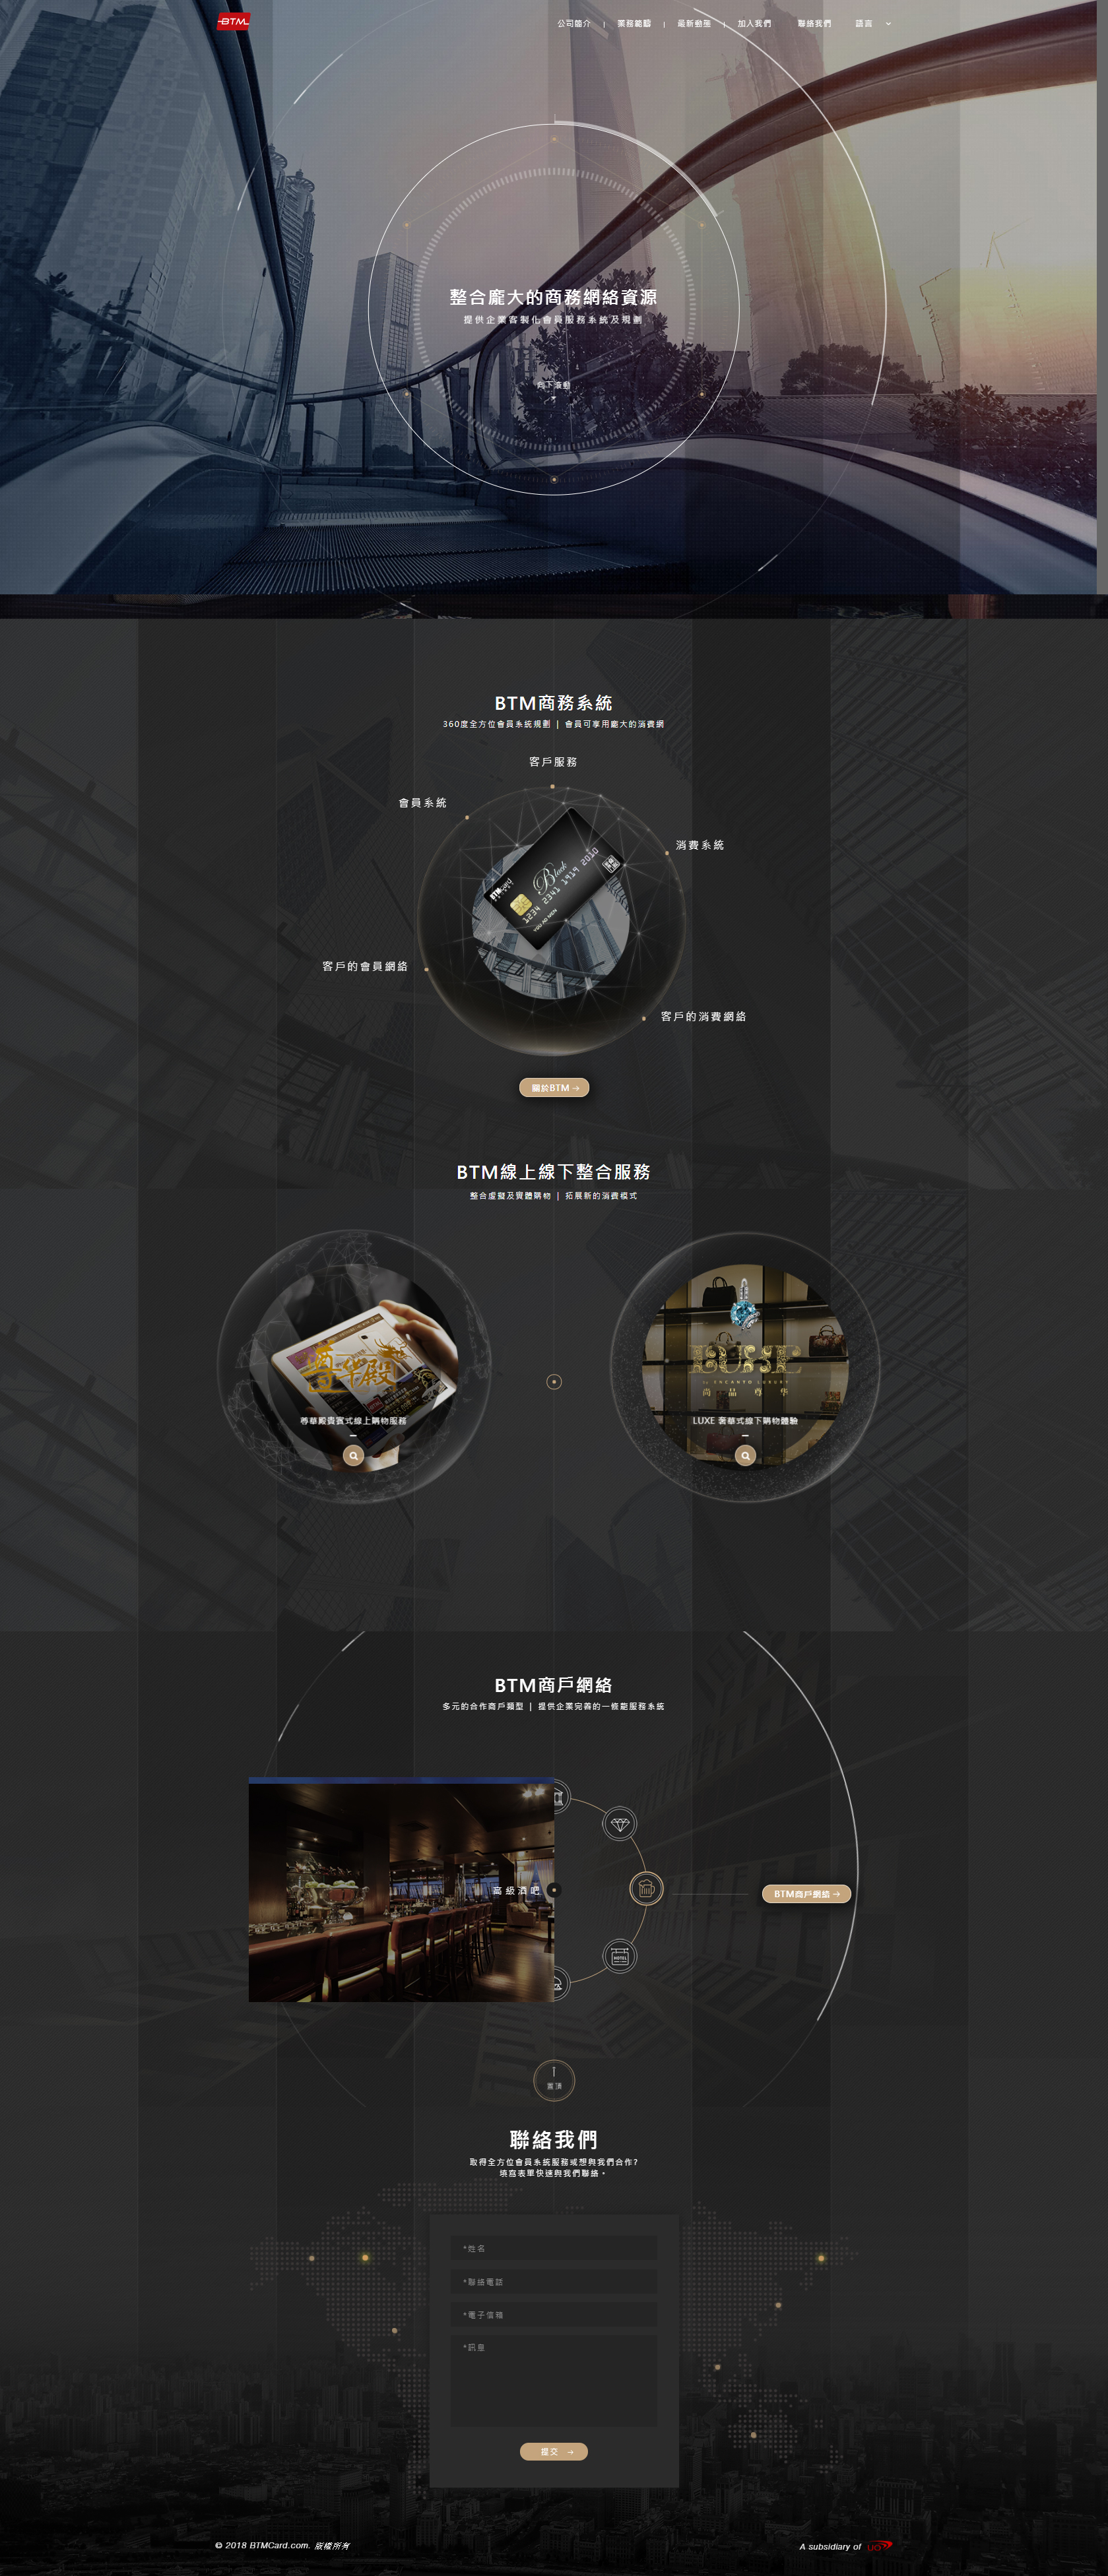 BTM
公司簡介 | 業務範疇 | 最新動態 | 加入我們 聯絡我們 語言
整合龐大的商務網絡資源
提供企業客製化會員服務系統及規劃
向下滾動
BTM商務系統
360度全方位會員系統規劃 | 會員可享用龐大的消費網
客戶服務
會員系統
消費系統
BTMcard
Black
1234 2341 1919 2010
客戶的會員網絡
客戶的消費網絡
關於BTM →
BTM線上線下整合服務
整合虛擬及實體購物 | 拓展新的消費模式
尊华殿
尊華殿貴賓式線上購物服務
by ENCANTO LUXURY
尚品尊华
LUXE 奢華式線下購物體驗
BTM商戶網絡
多元的合作商戶類型 | 提供企業完善的一條龍服務系統
高級酒吧
HOTEL
BTM商戶網絡 →
置頂
聯絡我們
取得全方位會員系統服務或想與我們合作?
填寫表單快速與我們聯絡。
*姓名
*聯絡電話
*電子信箱
*訊息
提交 →
© 2018 BTMCard.com. 版權所有
A subsidiary of